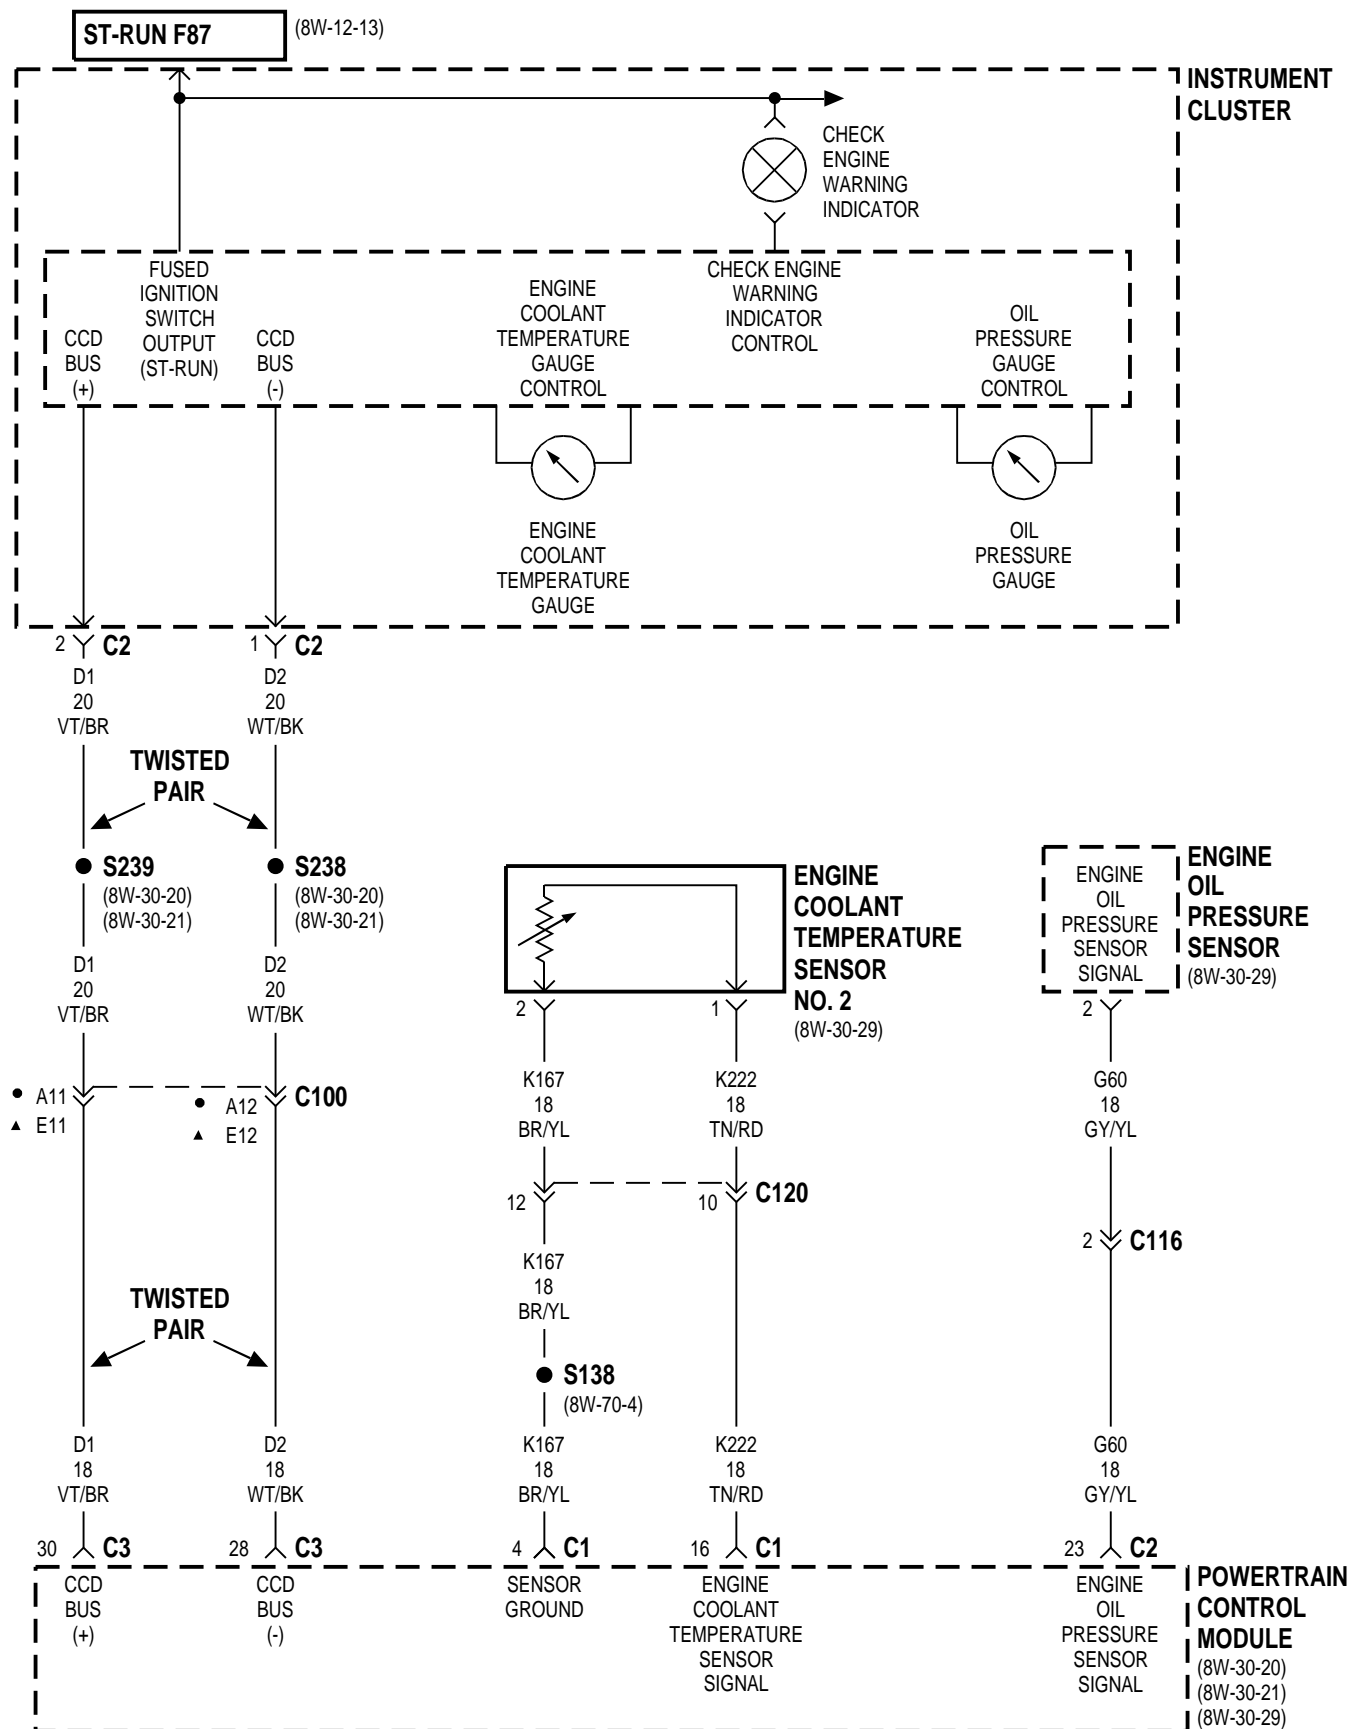 ST-RUN F87
(8W-12-13)
INSTRUMENT
CLUSTER
CHECK
ENGINE
WARNING
INDICATOR
CCD
BUS
(+)
FUSED
IGNITION
SWITCH
OUTPUT
(ST-RUN)
CCD
BUS
(-)
ENGINE
COOLANT
TEMPERATURE
GAUGE
CONTROL
CHECK ENGINE
WARNING
INDICATOR
CONTROL
OIL
PRESSURE
GAUGE
CONTROL
ENGINE
COOLANT
TEMPERATURE
GAUGE
OIL
PRESSURE
GAUGE
2 C2
1 C2
D1
20
VT/BR
D2
20
WT/BK
TWISTED
PAIR
S239
(8W-30-20)
(8W-30-21)
S238
(8W-30-20)
(8W-30-21)
D1
20
VT/BR
D2
20
WT/BK
ENGINE
COOLANT
TEMPERATURE
SENSOR
NO. 2
(8W-30-29)
ENGINE
OIL
PRESSURE
SENSOR
SIGNAL
ENGINE
OIL
PRESSURE
SENSOR
(8W-30-29)
2
1
2
● A11
▲ E11
● A12
▲ E12
C100
K167
18
BR/YL
K222
18
TN/RD
G60
18
GY/YL
12
10
C120
2 C116
K167
18
BR/YL
TWISTED
PAIR
S138
(8W-70-4)
D1
18
VT/BR
D2
18
WT/BK
K167
18
BR/YL
K222
18
TN/RD
G60
18
GY/YL
30 C3
28 C3
4 C1
16 C1
23 C2
CCD
BUS
(+)
CCD
BUS
(-)
SENSOR
GROUND
ENGINE
COOLANT
TEMPERATURE
SENSOR
SIGNAL
ENGINE
OIL
PRESSURE
SENSOR
SIGNAL
POWERTRAIN
CONTROL
MODULE
(8W-30-20)
(8W-30-21)
(8W-30-29)